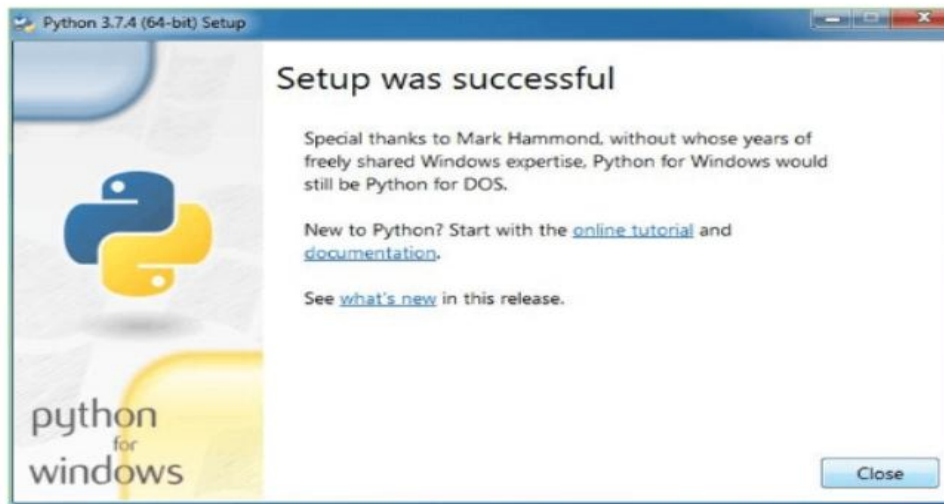 Python 3.7.4 (64-bit) Setup
Setup was successful
Special thanks to Mark Hammond, without whose years of
freely shared Windows expertise, Python for Windows would
still be Python for DOS.
New to Python? Start with the online tutorial and
documentation.
See what's new in this release.
python
for
windows
Close